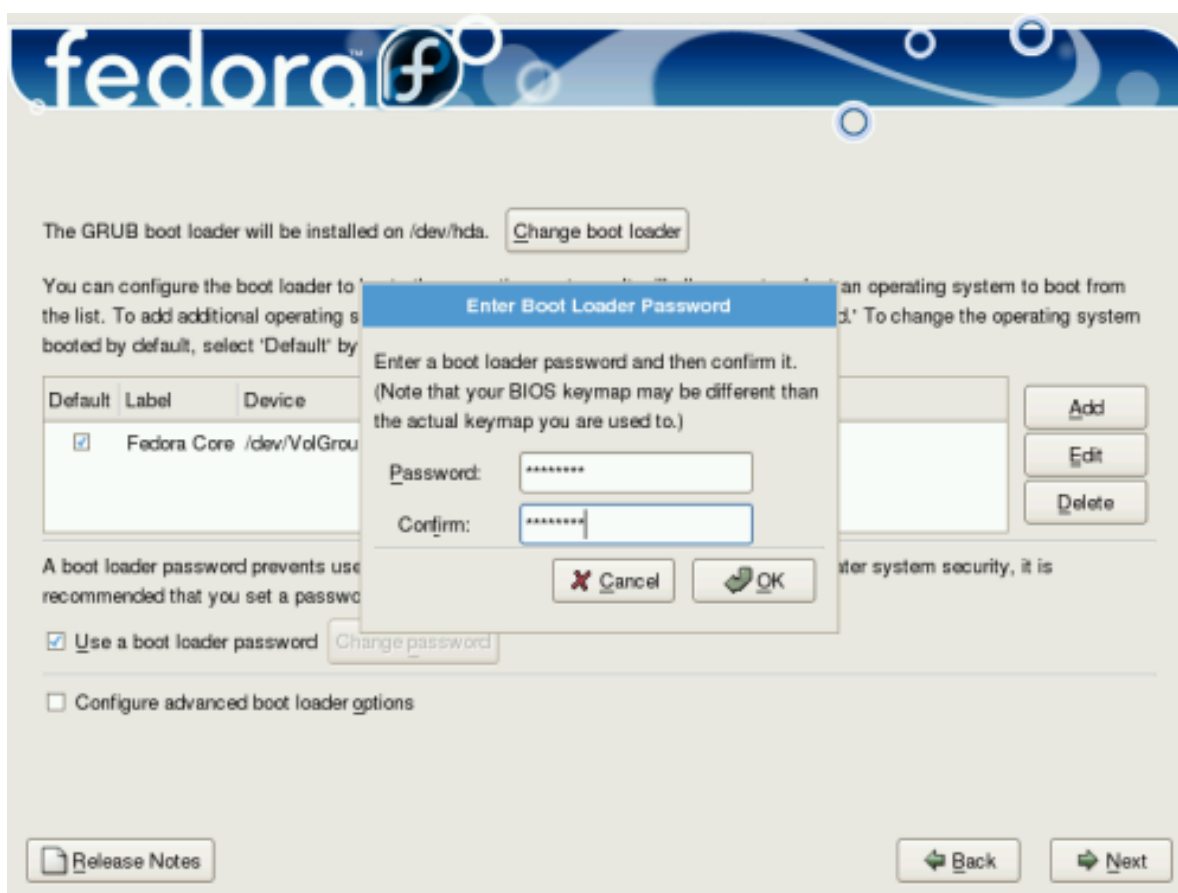 fedora™
The GRUB boot loader will be installed on /dev/hda. Change boot loader
You can configure the boot loader to an operating system to boot from
the list. To add additional operating s d.' To change the operating system
booted by default, select 'Default' by
Enter Boot Loader Password
Enter a boot loader password and then confirm it.
(Note that your BIOS keymap may be different than
the actual keymap you are used to.)
Password: ********
Confirm: ********
Cancel OK
Default Label Device
Fedora Core /dev/VolGrou
Add
Edit
Delete
A boot loader password prevents use ater system security, it is
recommended that you set a passwo
Use a boot loader password Change password
Configure advanced boot loader options
Release Notes Back Next